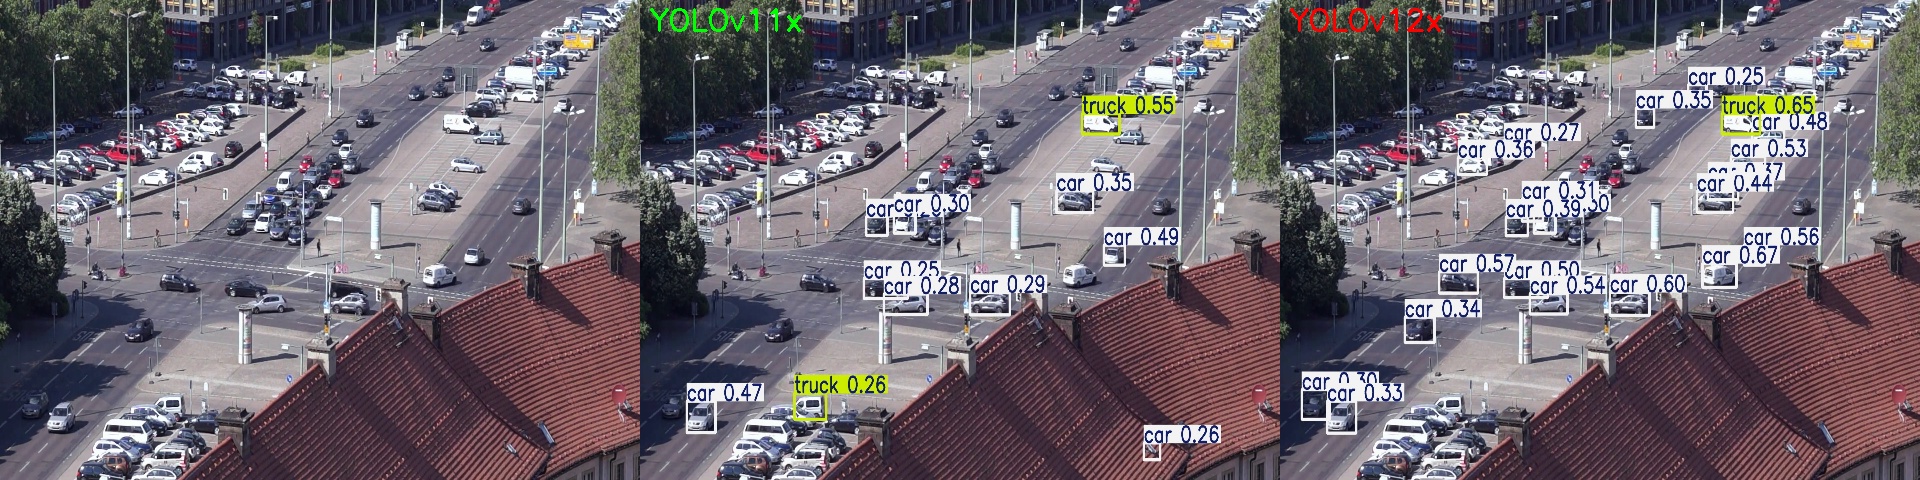 YOLOv11x
truck 0.55
car 0.35
car
car 0.30
car 0.49
car 0.25
car 0.28
car 0.29
car 0.47
truck 0.26
car 0.26
YOLOv12x
car 0.25
car 0.35
truck 0.65
0.48
car 0.27
car 0.36
car 0.53
car 0.44
car 0.31
car 0.39
car 0.56
car 0.67
car 0.57
car 0.50
car 0.54
car 0.60
car 0.34
car 0.30
car 0.33